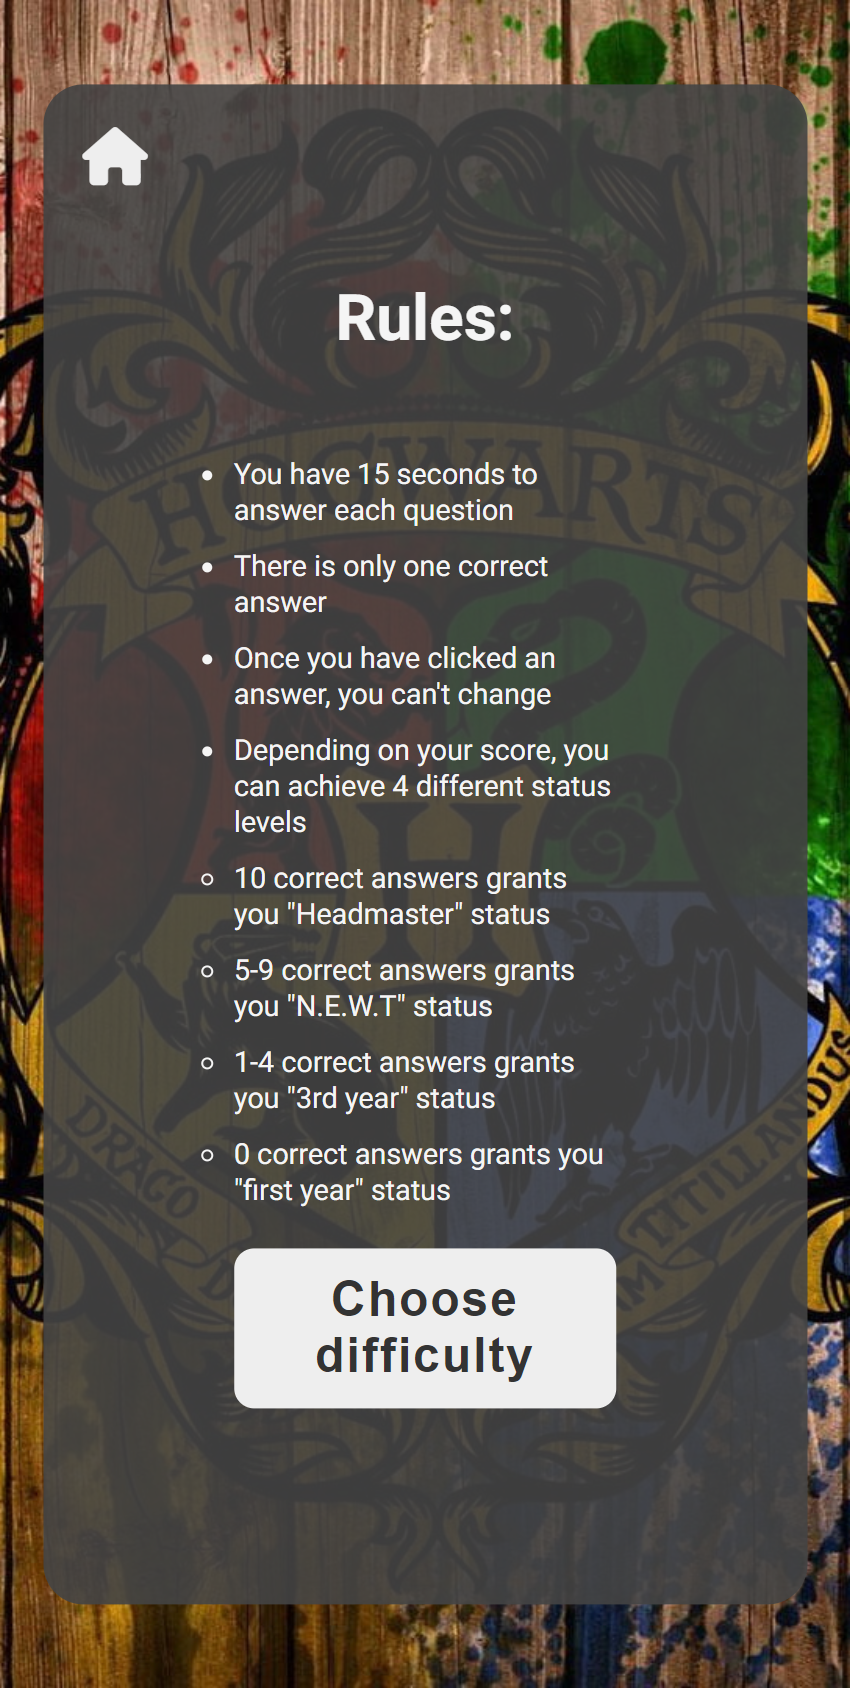 HOGWARTS
Rules:
You have 15 seconds to
answer each question
There is only one correct
answer
Once you have clicked an
answer, you can't change
Depending on your score, you
can achieve 4 different status
levels
10 correct answers grants
you "Headmaster" status
5-9 correct answers grants
you "N.E.W.T" status
1-4 correct answers grants
you "3rd year" status
0 correct answers grants you
"first year" status
DRACO
TITILLANDUS
Choose
difficulty